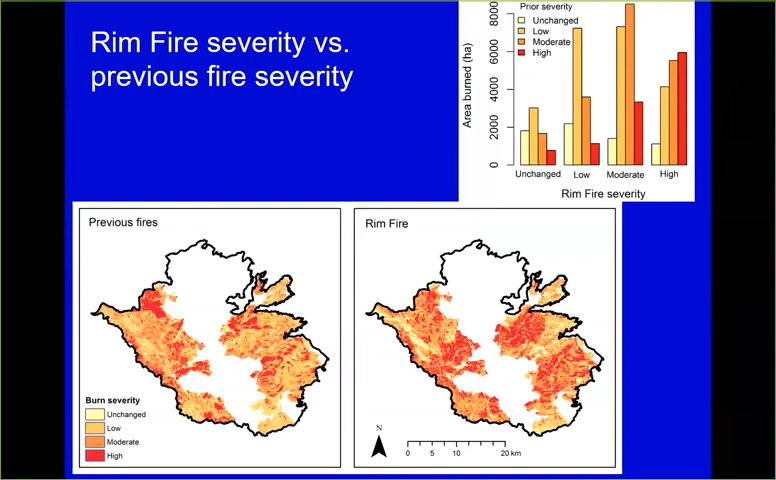 Rim Fire severity vs.
previous fire severity
Prior severity
Unchanged
Low
Moderate
High
Area burned (ha)
8000
6000
4000
2000
0
Unchanged
Low
Moderate
High
Rim Fire severity
Previous fires
Burn severity
Unchanged
Low
Moderate
High
Rim Fire
N
0 5 10 20 km